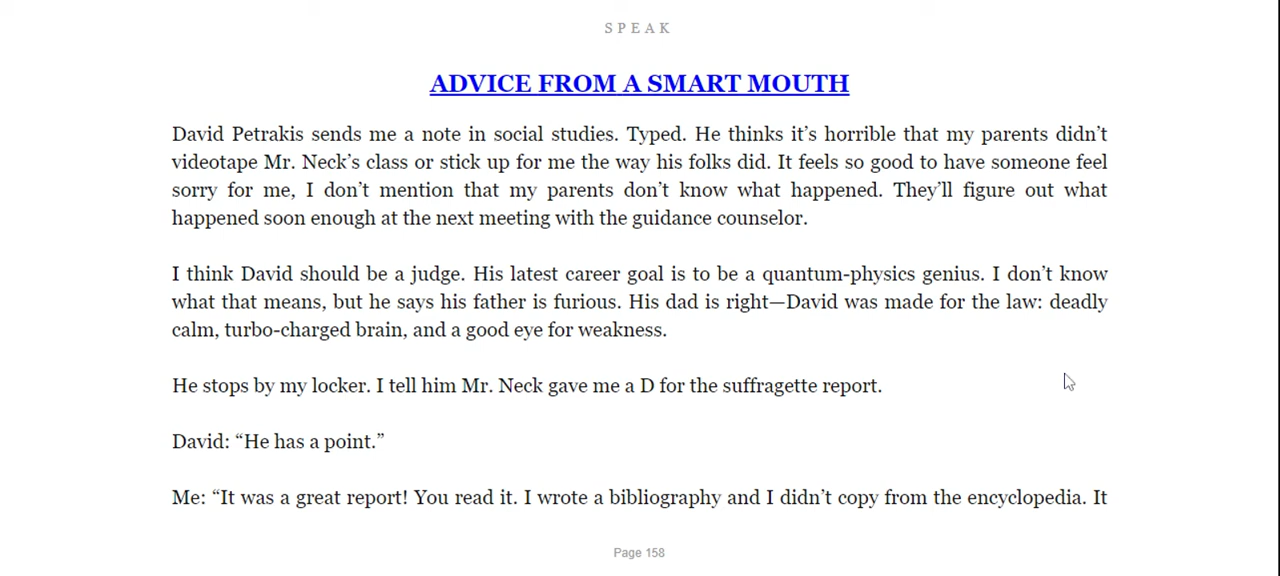 SPEAK
ADVICE FROM A SMART MOUTH
David Petrakis sends me a note in social studies. Typed. He thinks it’s horrible that my parents didn’t
videotape Mr. Neck’s class or stick up for me the way his folks did. It feels so good to have someone feel
sorry for me, I don’t mention that my parents don’t know what happened. They’ll figure out what
happened soon enough at the next meeting with the guidance counselor.
I think David should be a judge. His latest career goal is to be a quantum-physics genius. I don’t know
what that means, but he says his father is furious. His dad is right—David was made for the law: deadly
calm, turbo-charged brain, and a good eye for weakness.
He stops by my locker. I tell him Mr. Neck gave me a D for the suffragette report.
David: “He has a point.”
Me: “It was a great report! You read it. I wrote a bibliography and I didn’t copy from the encyclopedia. It
Page 158